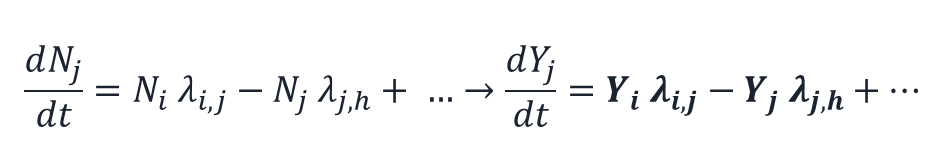 dN_j/dt = N_i λ_{i,j} − N_j λ_{j,h} + … → dY_j/dt = Y_i λ_{i,j} − Y_j λ_{j,h} + ⋯